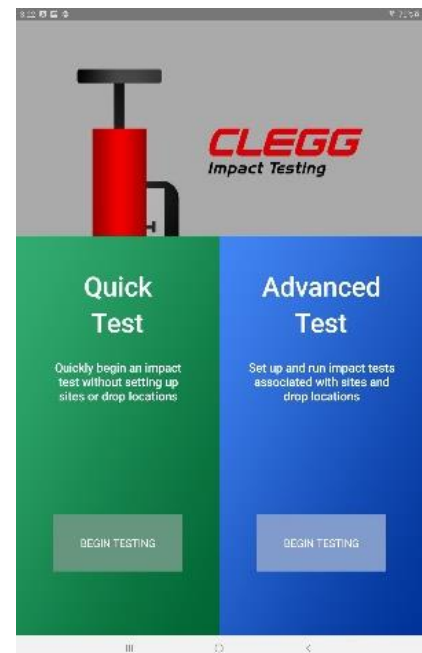 CLEGG
Impact Testing
Quick
Test
Quickly begin an impact
test without setting up
sites or drop locations
BEGIN TESTING
Advanced
Test
Set up and run impact tests
associated with sites and
drop locations
BEGIN TESTING